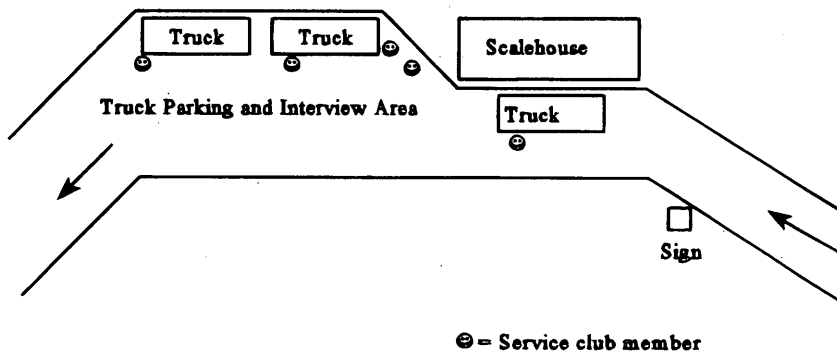 Truck
Truck
Scalehouse
Truck Parking and Interview Area
Truck
Sign
= Service club member